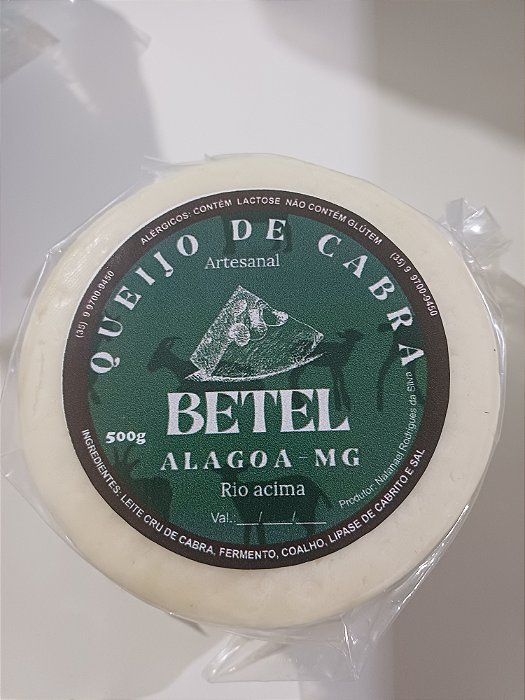 ALÉRGICOS: CONTÉM LACTOSE NÃO CONTÉM GLÚTEM
(35) 9 9700-9450
(35) 9 9700-9450
QUEIJO DE CABRA
Artesanal
BETEL
500g
ALAGOA-MG
Rio acima
Val.:___/___/___
Produtor: Natanael Rodrigues da Silva
INGREDIENTES: LEITE CRU DE CABRA, FERMENTO, COALHO, LIPASE DE CABRITO E SAL